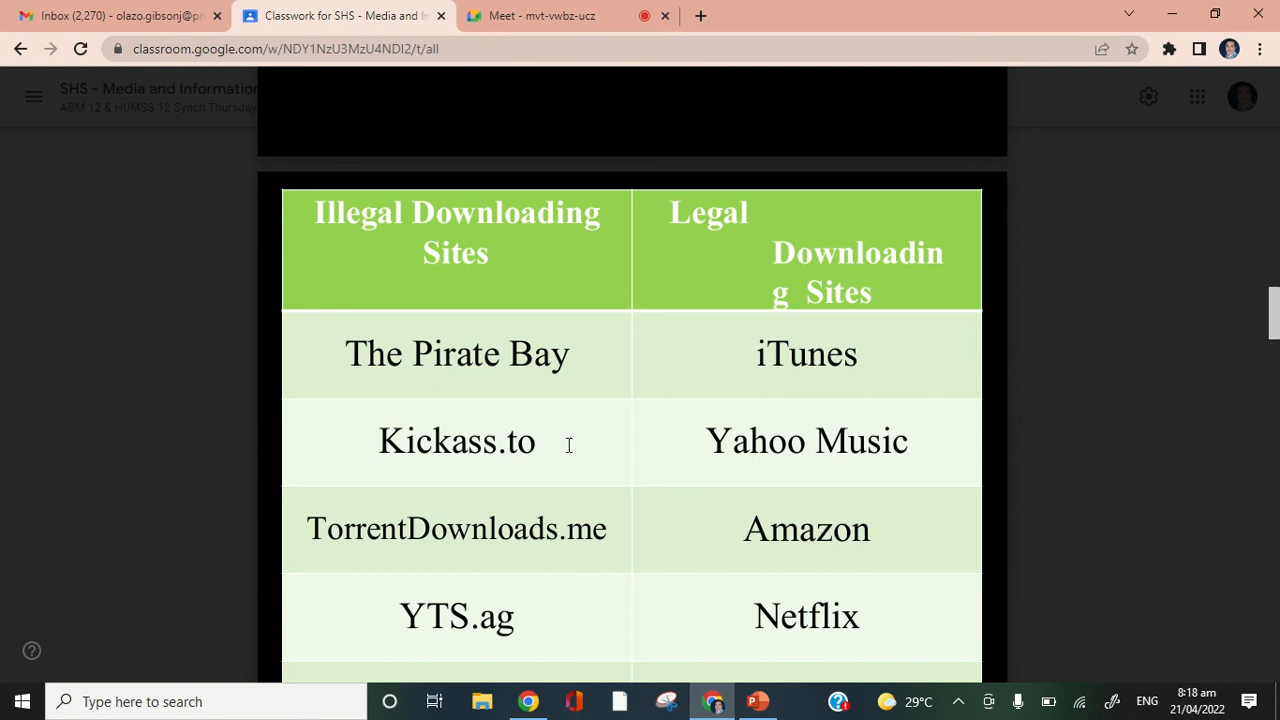 Inbox (2,270) - olazo.gibsonj@pr
Classwork for SHS - Media and In
Meet - mvt-vwbz-ucz
classroom.google.com/w/NDY1NzU3MzU4NDI2/t/all
SHS - Media and Information
ABM 12 & HUMSS 12 Synch Thursday
Illegal Downloading
Sites
Legal
Downloadin
g Sites
The Pirate Bay
iTunes
Kickass.to
Yahoo Music
TorrentDownloads.me
Amazon
YTS.ag
Netflix
Type here to search
29°C
ENG
8:18 am
21/04/2022